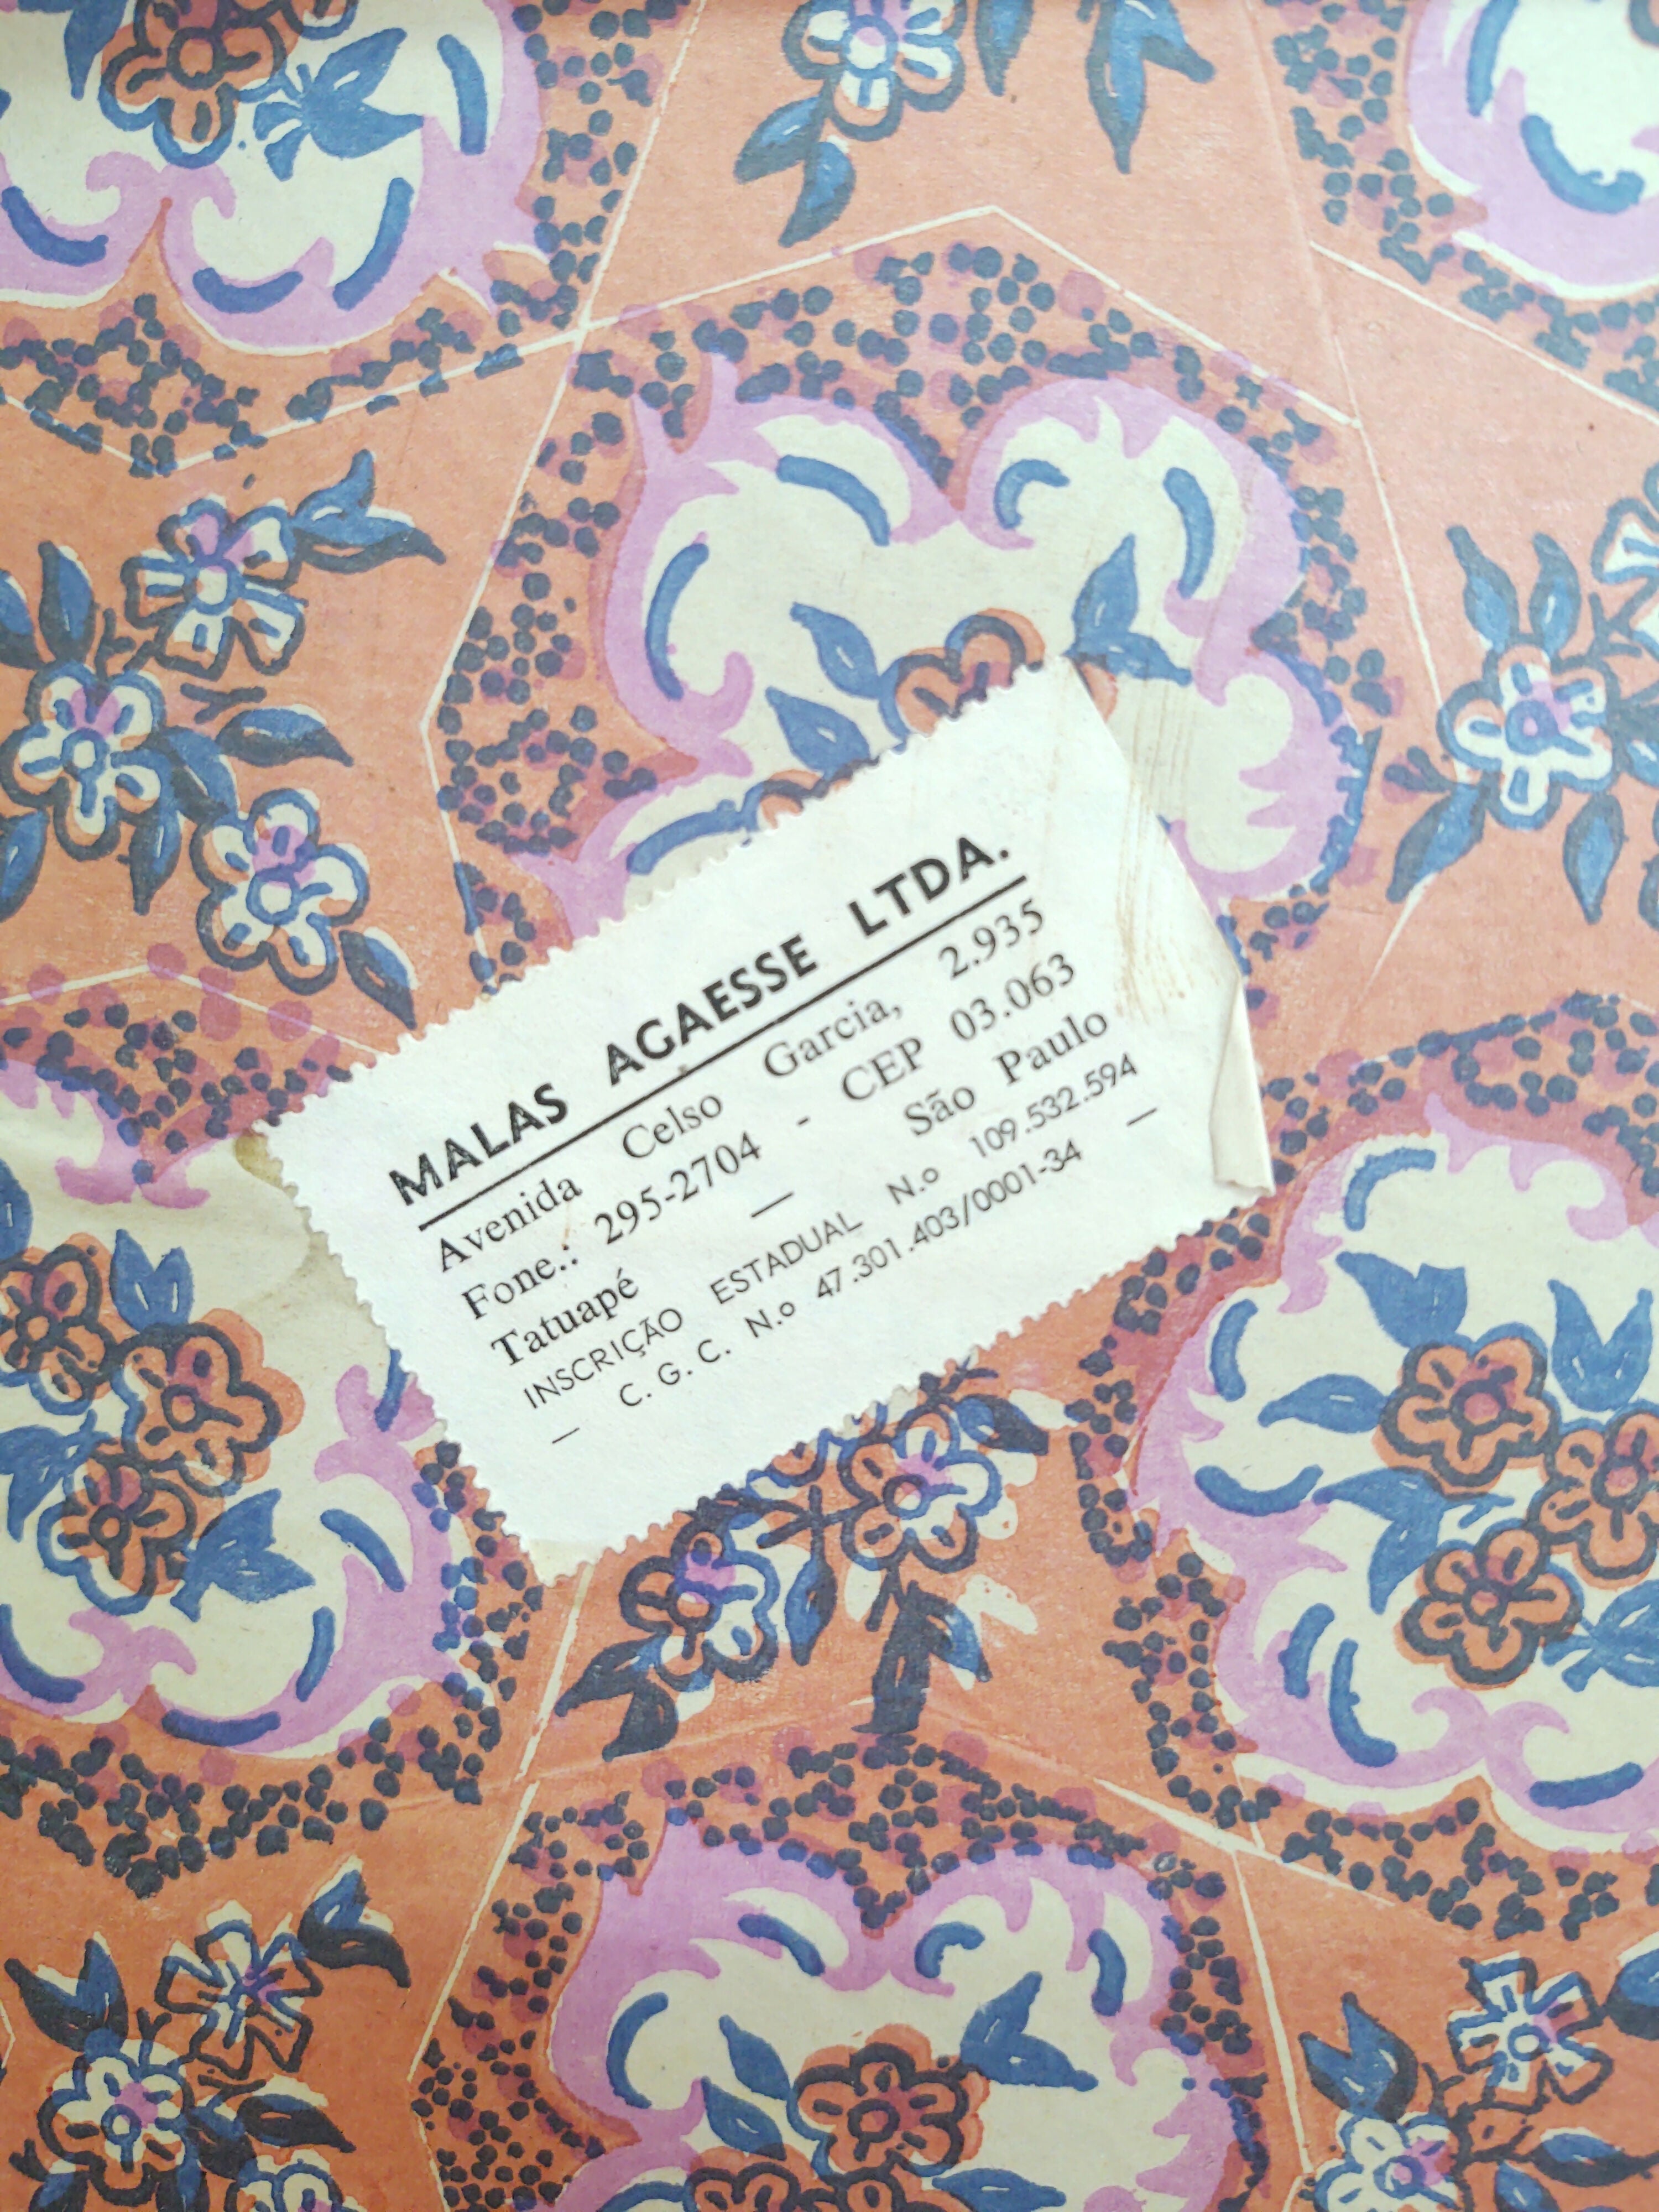 MALAS AGAESSE LTDA.
Avenida Celso Garcia, 2.935
Fone.: 295-2704 - CEP 03.063
Tatuapé — São Paulo
INSCRIÇÃO ESTADUAL N.o 109.532.594
— C. G. C. N.o 47.301.403/0001-34 —